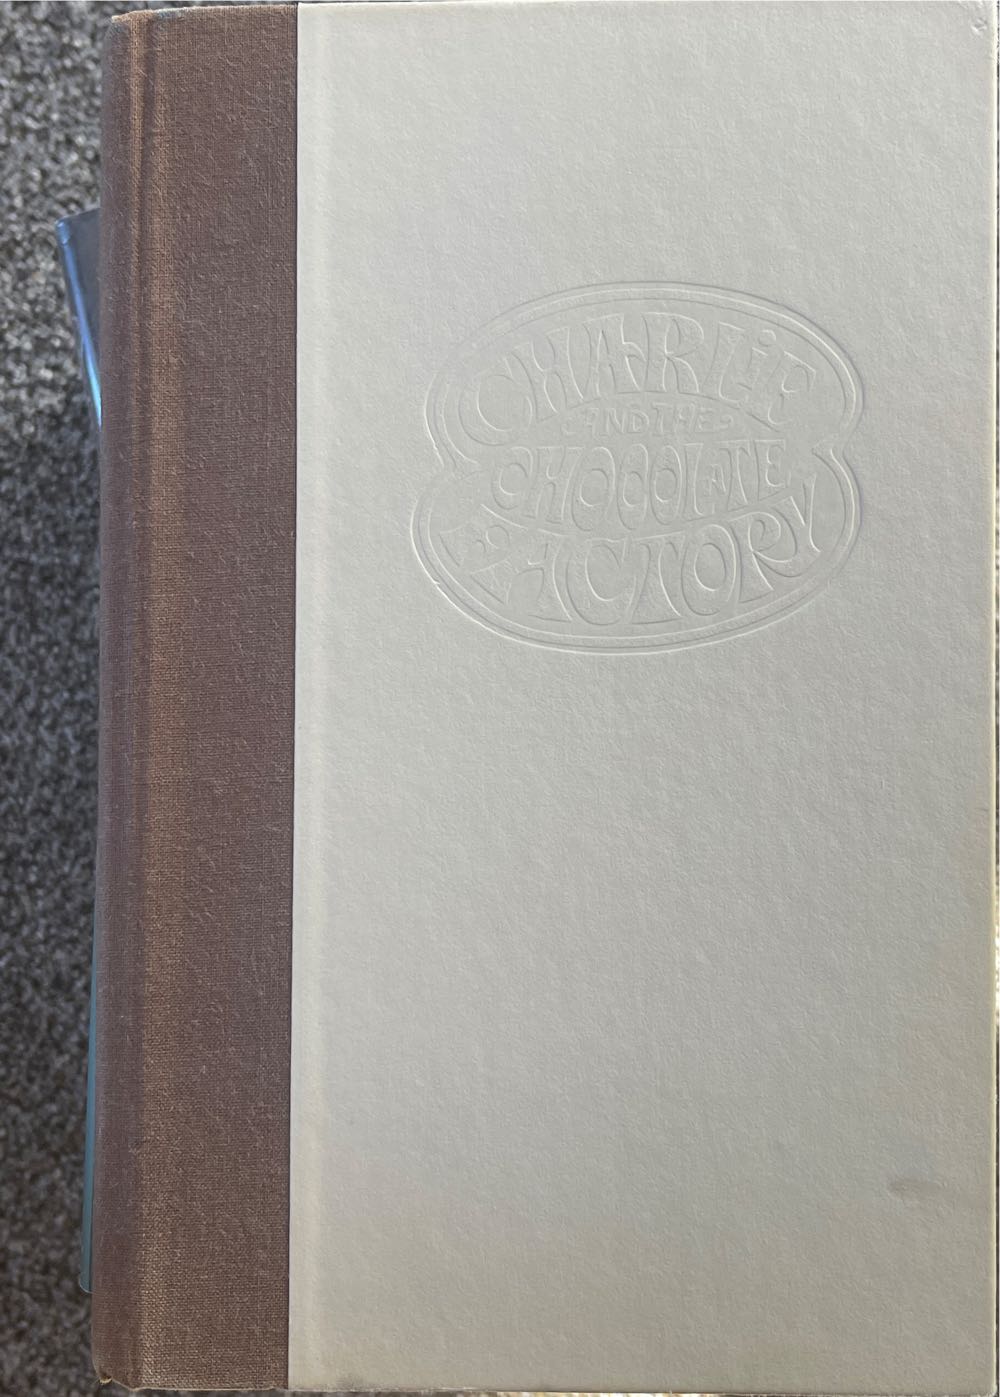 CHARLiE
AND THE
CHOCOLATE
FACTORY